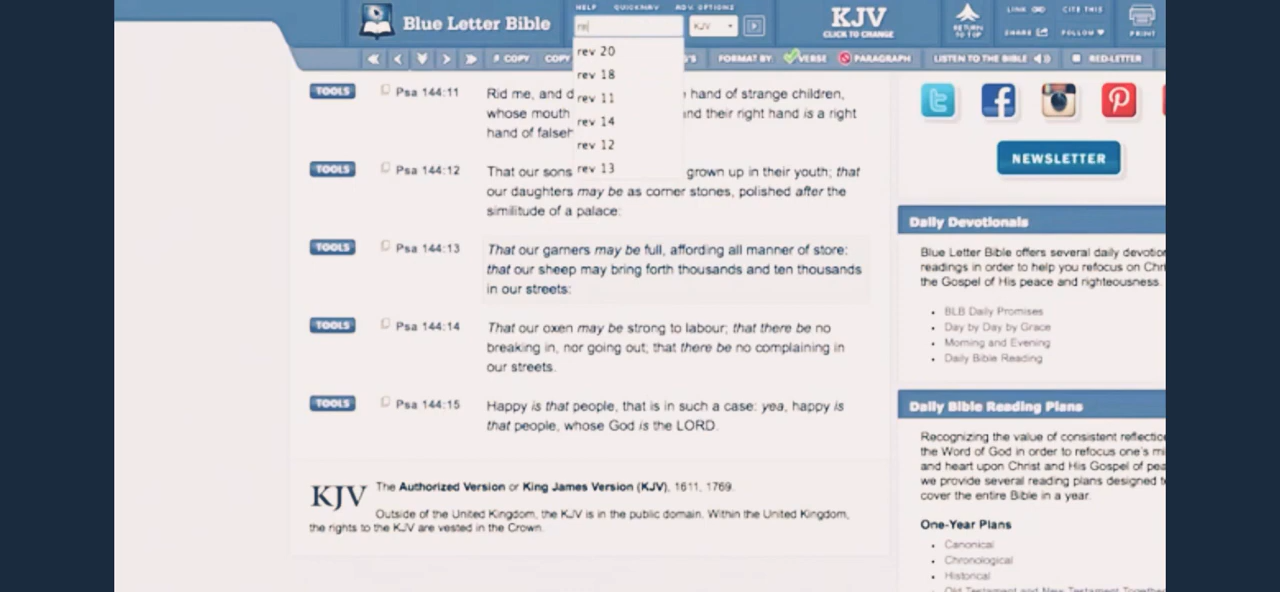 HELP QUICKNAV ADV. OPTIONS
Blue Letter Bible
re
KJV
KJV
CLICK TO CHANGE
RETURN TO TOP
LINK
CITE THIS
SHARE
FOLLOW
PRINT
COPY COPY
FORMAT BY: VERSE PARAGRAPH
LISTEN TO THE BIBLE
RED-LETTER
rev 20
rev 18
rev 11
rev 14
rev 12
rev 13
TOOLS Psa 144:11 Rid me, and d hand of strange children,
whose mouth and their right hand is a right
hand of falseh
TOOLS Psa 144:12 That our sons grown up in their youth; that
our daughters may be as corner stones, polished after the
similitude of a palace:
TOOLS Psa 144:13 That our garners may be full, affording all manner of store:
that our sheep may bring forth thousands and ten thousands
in our streets:
TOOLS Psa 144:14 That our oxen may be strong to labour; that there be no
breaking in, nor going out; that there be no complaining in
our streets.
TOOLS Psa 144:15 Happy is that people, that is in such a case: yea, happy is
that people, whose God is the LORD.
KJV The Authorized Version or King James Version (KJV), 1611, 1769.
Outside of the United Kingdom, the KJV is in the public domain. Within the United Kingdom,
the rights to the KJV are vested in the Crown.
NEWSLETTER
Daily Devotionals
Blue Letter Bible offers several daily devotio
readings in order to help you refocus on Chr
the Gospel of His peace and righteousness.
BLB Daily Promises
Day by Day by Grace
Morning and Evening
Daily Bible Reading
Daily Bible Reading Plans
Recognizing the value of consistent reflectio
the Word of God in order to refocus one's mi
and heart upon Christ and His Gospel of pea
we provide several reading plans designed t
cover the entire Bible in a year.
One-Year Plans
Canonical
Chronological
Historical
Old Testament and New Testament Together